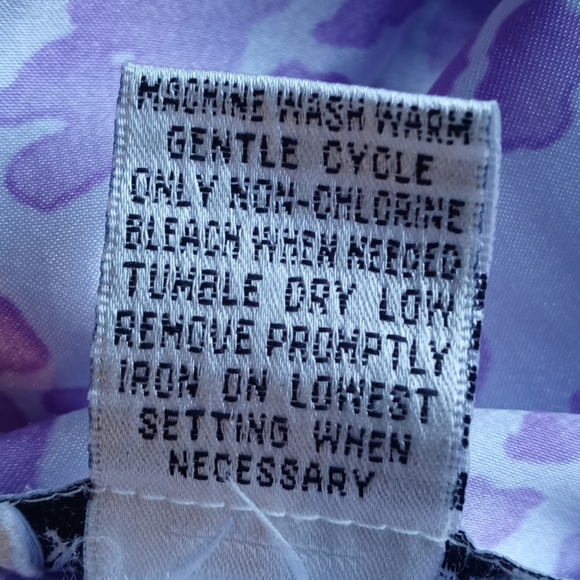 MACHINE WASH WARM
GENTLE CYCLE
ONLY NON-CHLORINE
BLEACH WHEN NEEDED
TUMBLE DRY LOW
REMOVE PROMPTLY
IRON ON LOWEST
SETTING WHEN
NECESSARY